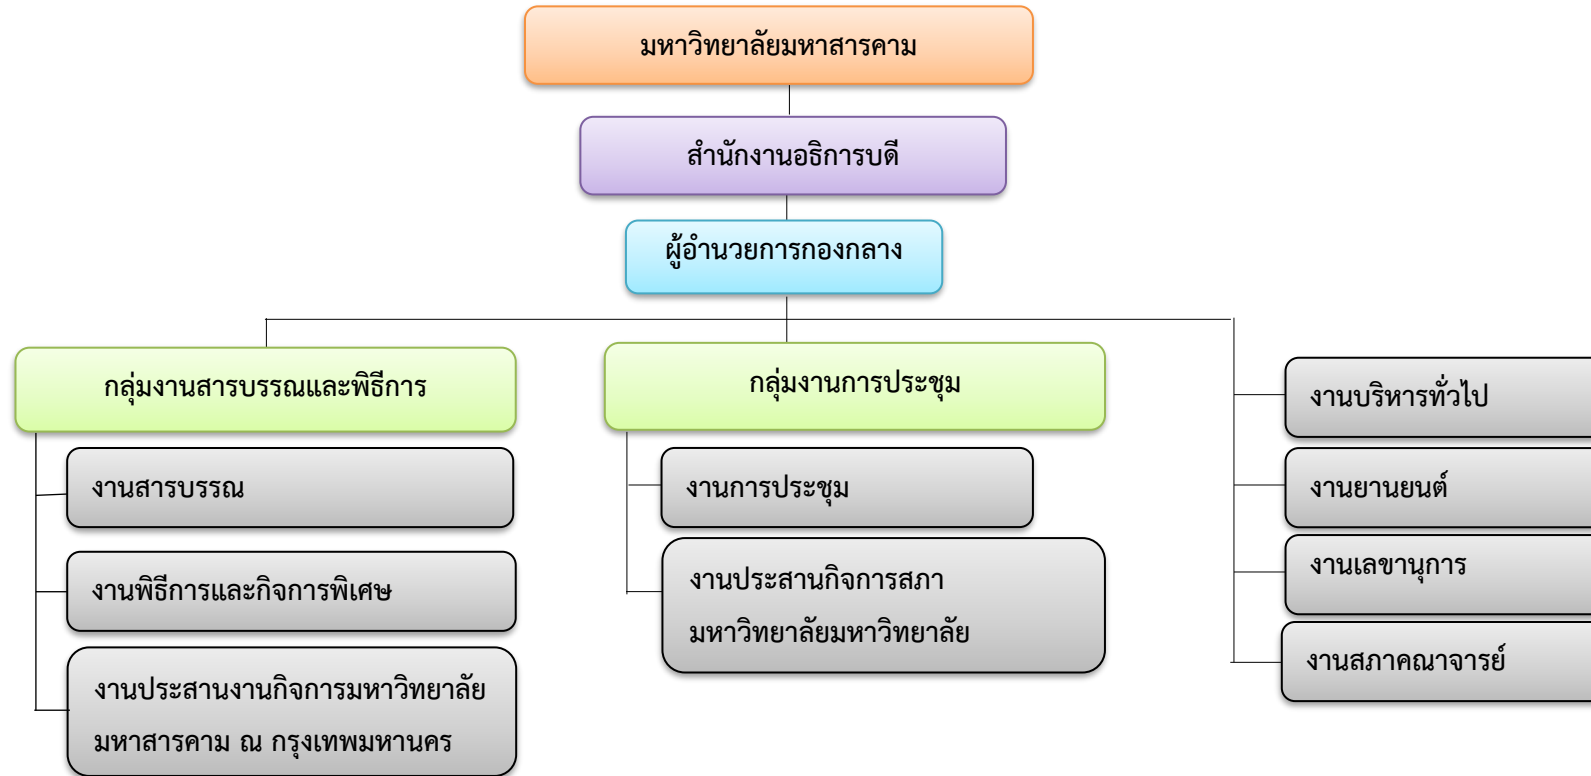 มหาวิทยาลัยมหาสารคาม
สำนักงานอธิการบดี
ผู้อำนวยการกองกลาง
กลุ่มงานสารบรรณและพิธีการ
งานสารบรรณ
งานพิธีการและกิจการพิเศษ
งานประสานงานกิจการมหาวิทยาลัย
มหาสารคาม ณ กรุงเทพมหานคร
กลุ่มงานการประชุม
งานการประชุม
งานประสานกิจการสภา
มหาวิทยาลัยมหาวิทยาลัย
งานบริหารทั่วไป
งานยานยนต์
งานเลขานุการ
งานสภาคณาจารย์